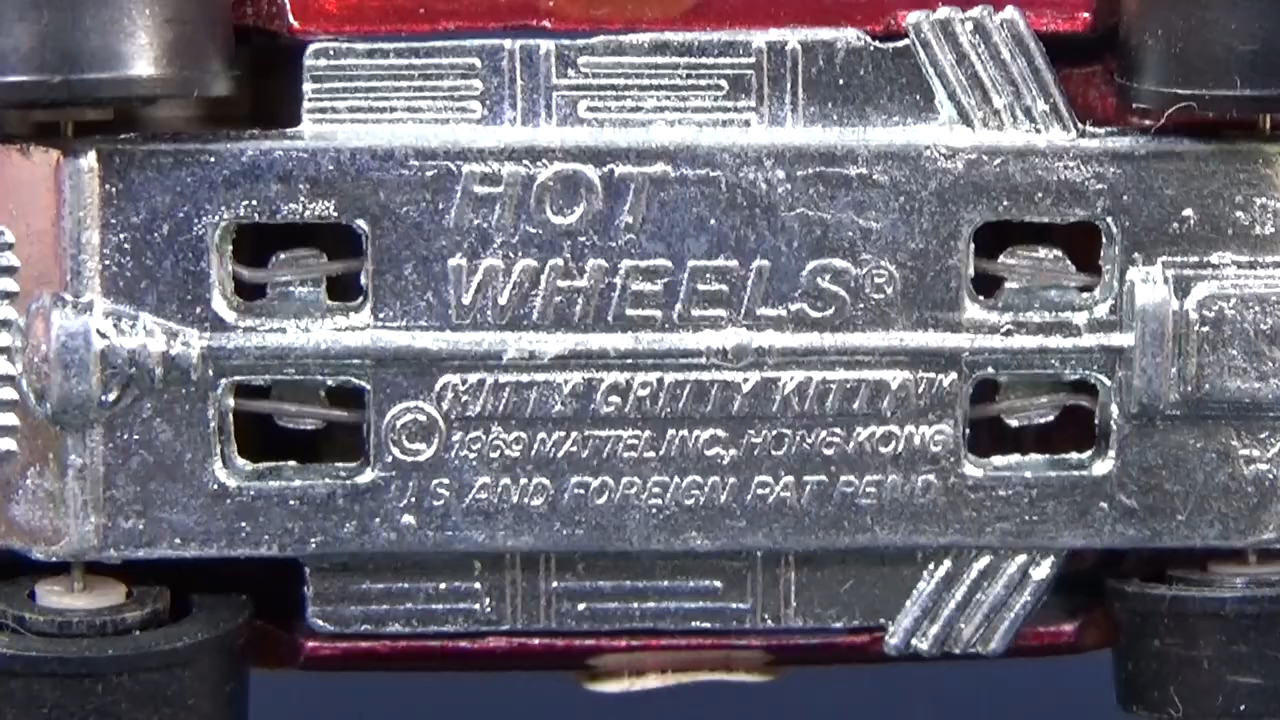 HOT
WHEELS®
NITTY GRITTY KITTY™
© 1969 MATTEL, INC., HONG KONG
U.S. AND FOREIGN PAT. PEND.